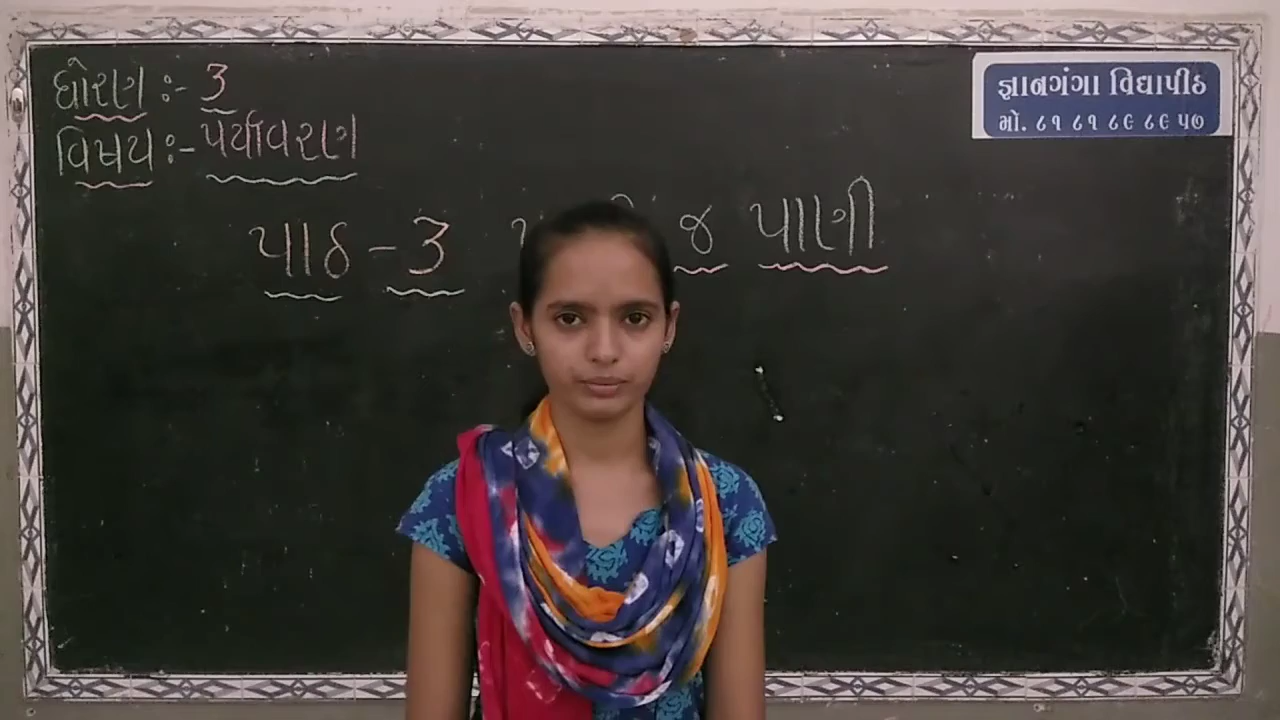 ધોરણ :- 3
વિષય :- પર્યાવરણ
પાઠ - 3 જ પાણી
જ્ઞાનગંગા વિદ્યાપીઠ
મો. ૮૧ ૮૧ ૮૯ ૮૯ ૫૭